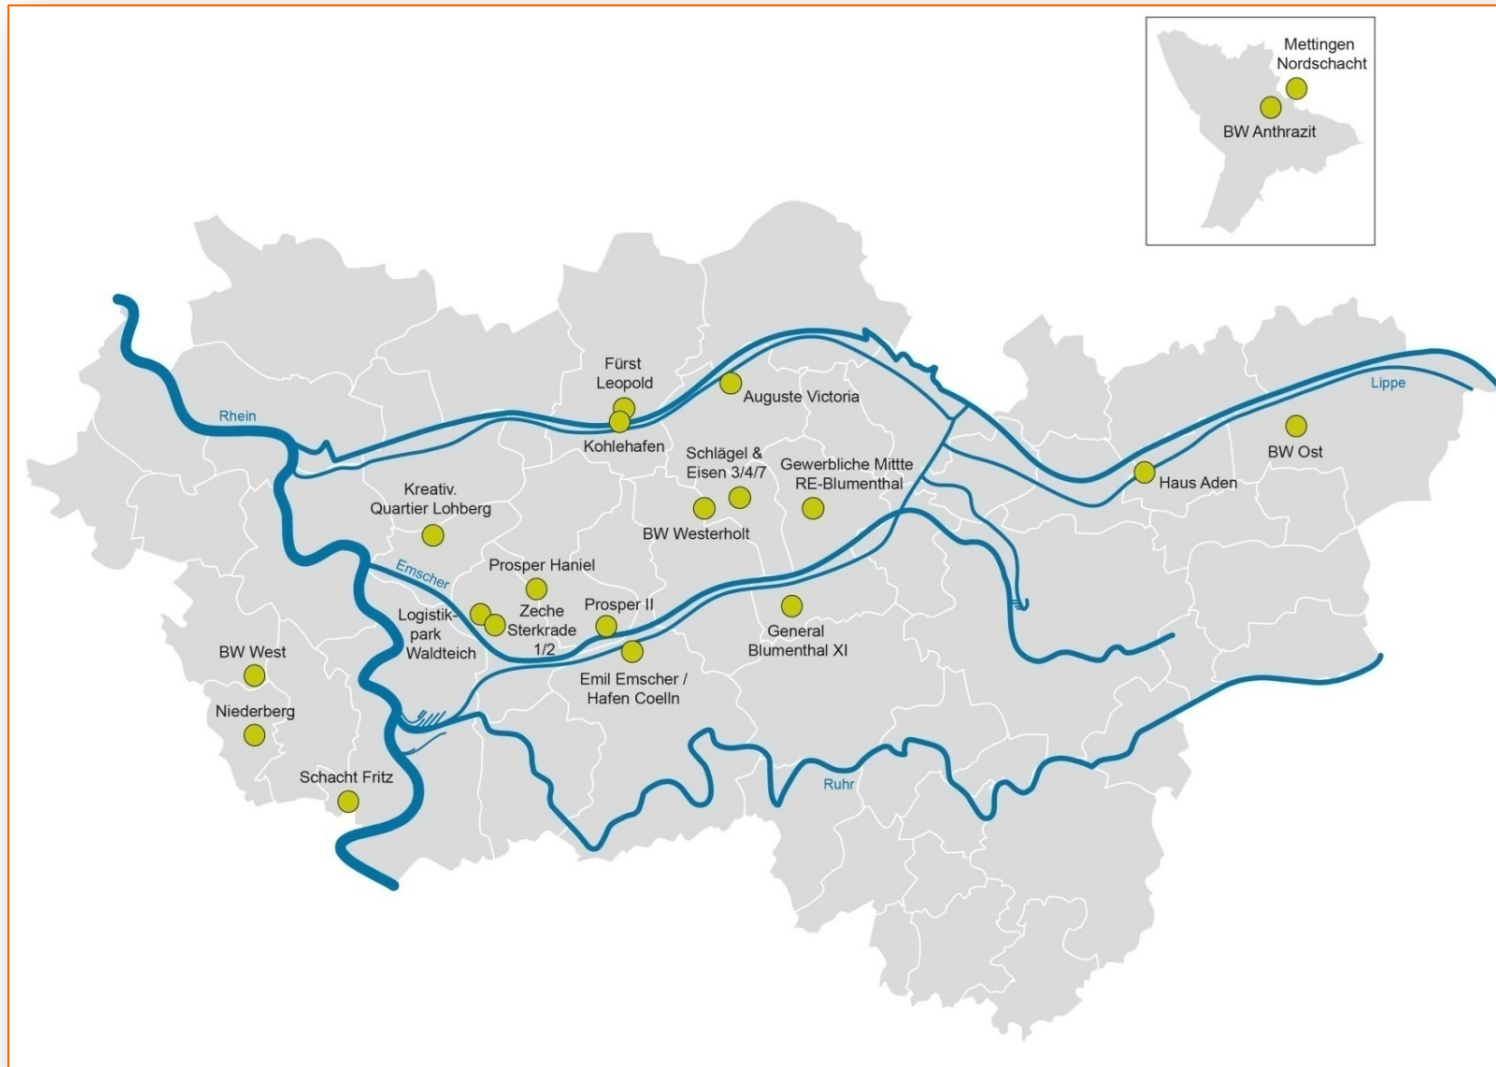 Mettingen
Nordschacht
BW Anthrazit
Fürst
Leopold
Kohlehafen
Auguste Victoria
Rhein
Lippe
Schlägel &
Eisen 3/4/7
Gewerbliche Mittte
RE-Blumenthal
BW Ost
Haus Aden
Kreativ.
Quartier Lohberg
BW Westerholt
Emscher
Prosper Haniel
Logistik-
park
Waldteich
Zeche
Sterkrade
1/2
Prosper II
General
Blumenthal XI
BW West
Emil Emscher /
Hafen Coelln
Niederberg
Schacht Fritz
Ruhr